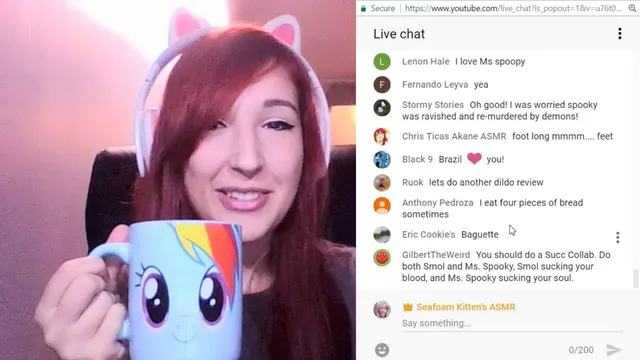 Secure https://www.youtube.com/live_chat?is_popout=1&v=u76t0...
Live chat
L Lenon Hale I love Ms spoopy
F Fernando Leyva yea
Stormy Stories Oh good! I was worried spooky
was ravished and re-murdered by demons!
Chris Ticas Akane ASMR foot long mmmm.... feet
Black 9 Brazil ❤ you!
Ruok lets do another dildo review
Anthony Pedroza I eat four pieces of bread
sometimes
Eric Cookie's Baguette
GilbertTheWeird You should do a Succ Collab. Do
both Smol and Ms. Spooky, Smol sucking your
blood, and Ms. Spooky sucking your soul.
Seafoam Kitten's ASMR
Say something...
0/200